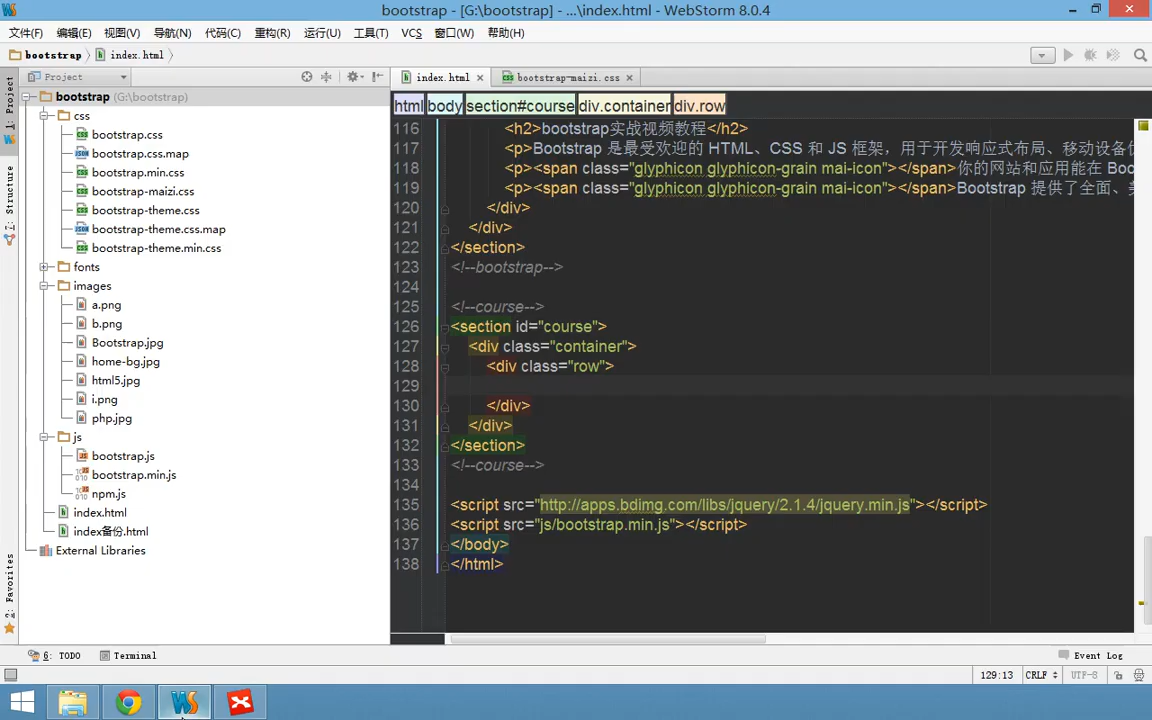 bootstrap - [G:\bootstrap] - ...\index.html - WebStorm 8.0.4
文件(F) 编辑(E) 视图(V) 导航(N) 代码(C) 重构(R) 运行(U) 工具(T) VCS 窗口(W) 帮助(H)
bootstrap index.html
Project
index.html
bootstrap-maizi.css
1: Project
7: Structure
2: Favorites
bootstrap (G:\bootstrap)
css
bootstrap.css
bootstrap.css.map
bootstrap.min.css
bootstrap-maizi.css
bootstrap-theme.css
bootstrap-theme.css.map
bootstrap-theme.min.css
fonts
images
a.png
b.png
Bootstrap.jpg
home-bg.jpg
html5.jpg
i.png
php.jpg
js
bootstrap.js
bootstrap.min.js
npm.js
index.html
index备份.html
External Libraries
html body section#course div.container div.row
116 <h2>bootstrap实战视频教程</h2>
117 <p>Bootstrap 是最受欢迎的 HTML、CSS 和 JS 框架，用于开发响应式布局、移动设备
118 <p><span class="glyphicon glyphicon-grain mai-icon"></span>你的网站和应用能在 Boo
119 <p><span class="glyphicon glyphicon-grain mai-icon"></span>Bootstrap 提供了全面、
120 </div>
121 </div>
122 </section>
123 <!--bootstrap-->
124
125 <!--course-->
126 <section id="course">
127 <div class="container">
128 <div class="row">
129
130 </div>
131 </div>
132 </section>
133 <!--course-->
134
135 <script src="http://apps.bdimg.com/libs/jquery/2.1.4/jquery.min.js"></script>
136 <script src="js/bootstrap.min.js"></script>
137 </body>
138 </html>
6: TODO Terminal Event Log
129:13 CRLF UTF-8